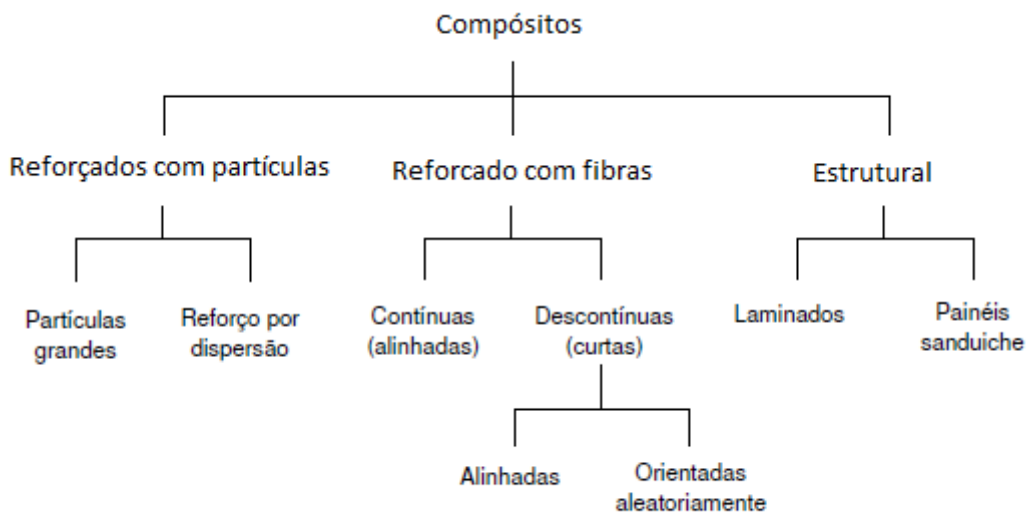 Compósitos
Reforçados com partículas
Reforcado com fibras
Estrutural
Partículas
grandes
Reforço por
dispersão
Contínuas
(alinhadas)
Descontínuas
(curtas)
Laminados
Painéis
sanduiche
Alinhadas
Orientadas
aleatoriamente